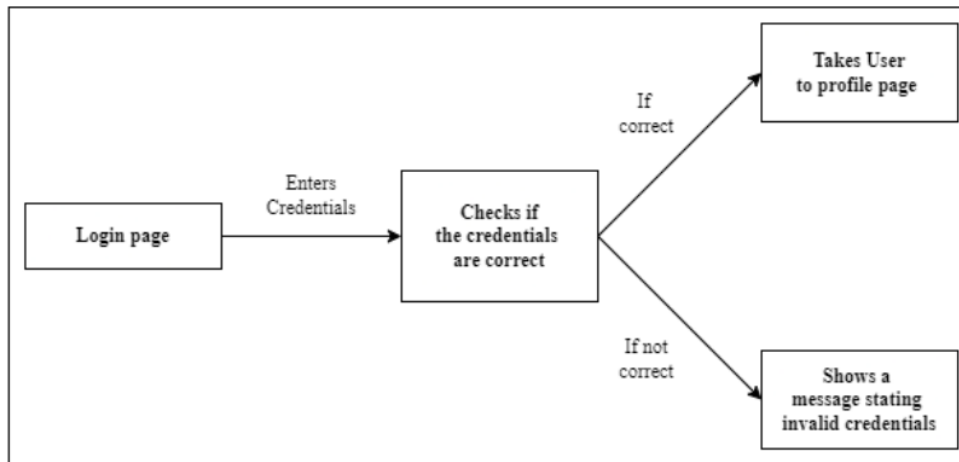 Login page
Enters
Credentials
Checks if
the credentials
are correct
If
correct
Takes User
to profile page
If not
correct
Shows a
message stating
invalid credentials